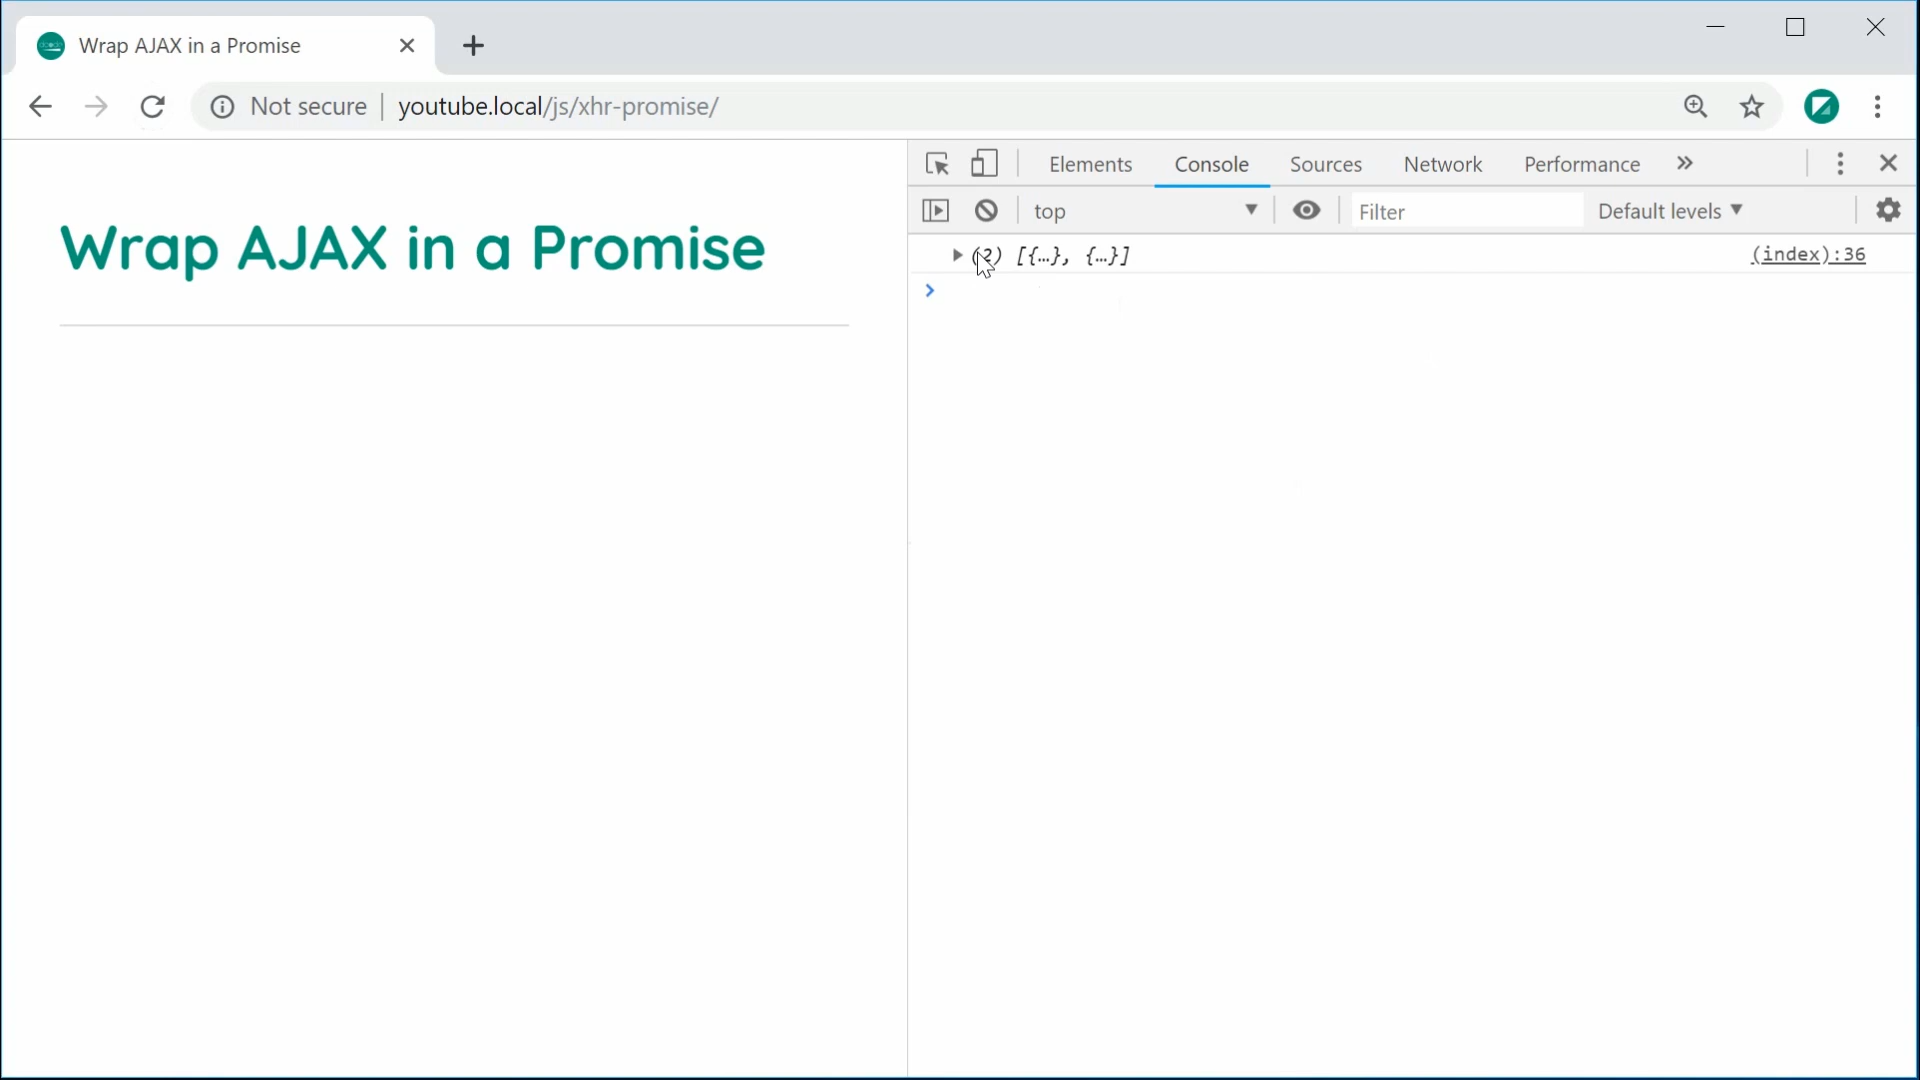 Wrap AJAX in a Promise
Not secure | youtube.local/js/xhr-promise/
Elements Console Sources Network Performance »
top Filter Default levels
Wrap AJAX in a Promise
(2) [{…}, {…}] (index):36